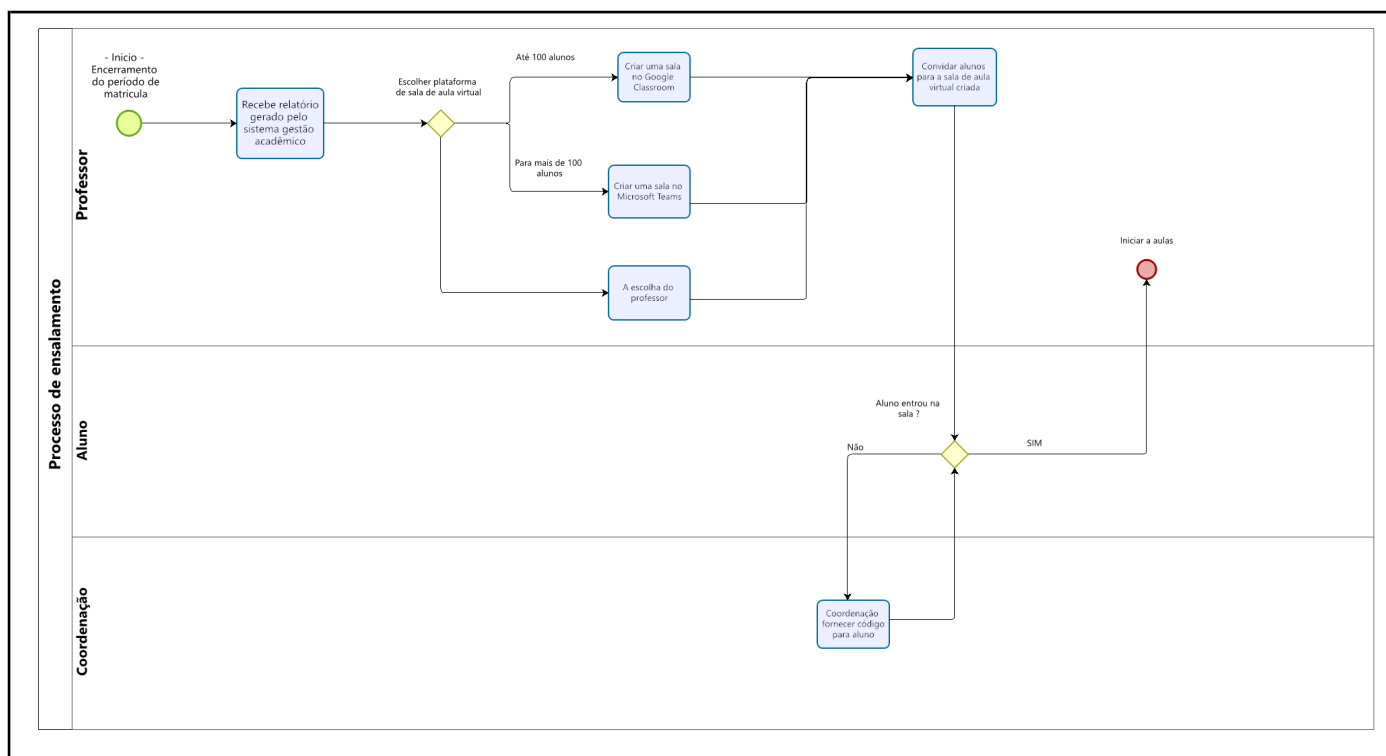 Processo de ensalamento
Professor
- Inicio -
Encerramento
do período de
matricula
Recebe relatório
gerado pelo
sistema gestão
acadêmico
Escolher plataforma
de sala de aula virtual
Até 100 alunos
Criar uma sala
no Google
Classroom
Para mais de 100
alunos
Criar uma sala no
Microsoft Teams
A escolha do
professor
Convidar alunos
para a sala de aula
virtual criada
Iniciar a aulas
Aluno
Aluno entrou na
sala ?
Não
SIM
Coordenação
Coordenação
fornecer código
para aluno